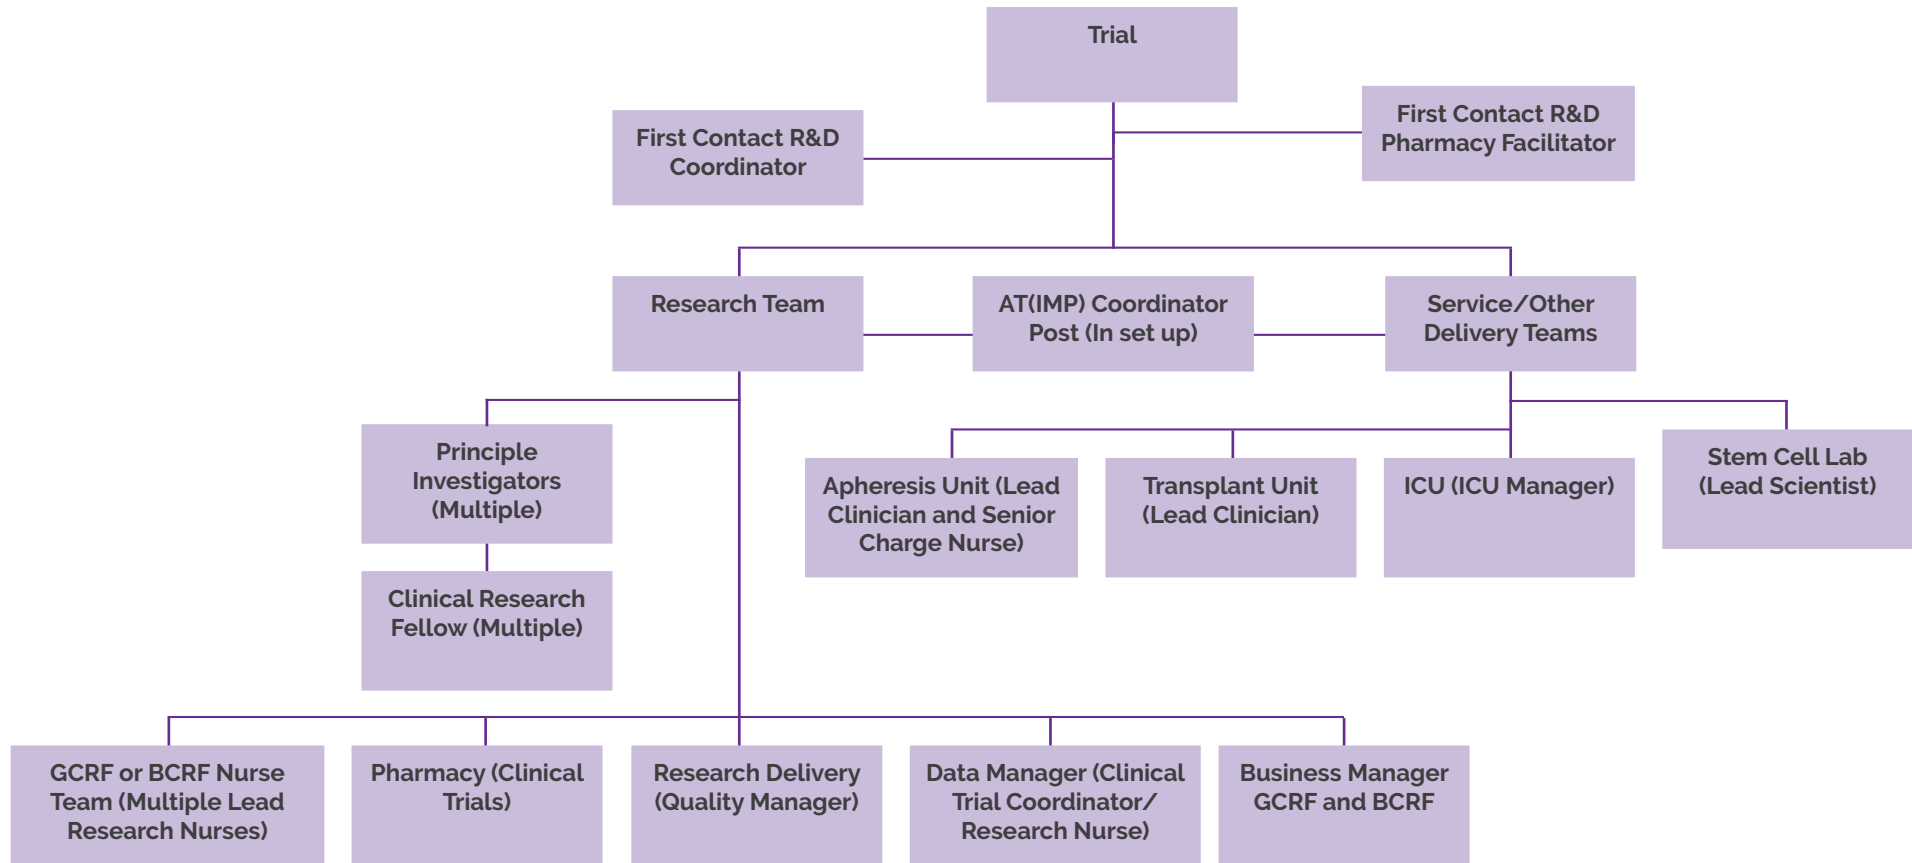 Trial
First Contact R&D
Coordinator
First Contact R&D
Pharmacy Facilitator
Research Team
AT(IMP) Coordinator
Post (In set up)
Service/Other
Delivery Teams
Principle
Investigators
(Multiple)
Apheresis Unit (Lead
Clinician and Senior
Charge Nurse)
Transplant Unit
(Lead Clinician)
ICU (ICU Manager)
Stem Cell Lab
(Lead Scientist)
Clinical Research
Fellow (Multiple)
GCRF or BCRF Nurse
Team (Multiple Lead
Research Nurses)
Pharmacy (Clinical
Trials)
Research Delivery
(Quality Manager)
Data Manager (Clinical
Trial Coordinator/
Research Nurse)
Business Manager
GCRF and BCRF